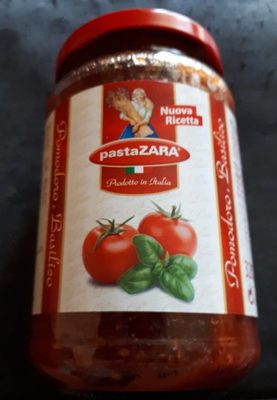 Nuova
Ricetta
pastaZARA®
Prodotto in Italia
Pomodoro · Basilico
Pomodoro · Basilico